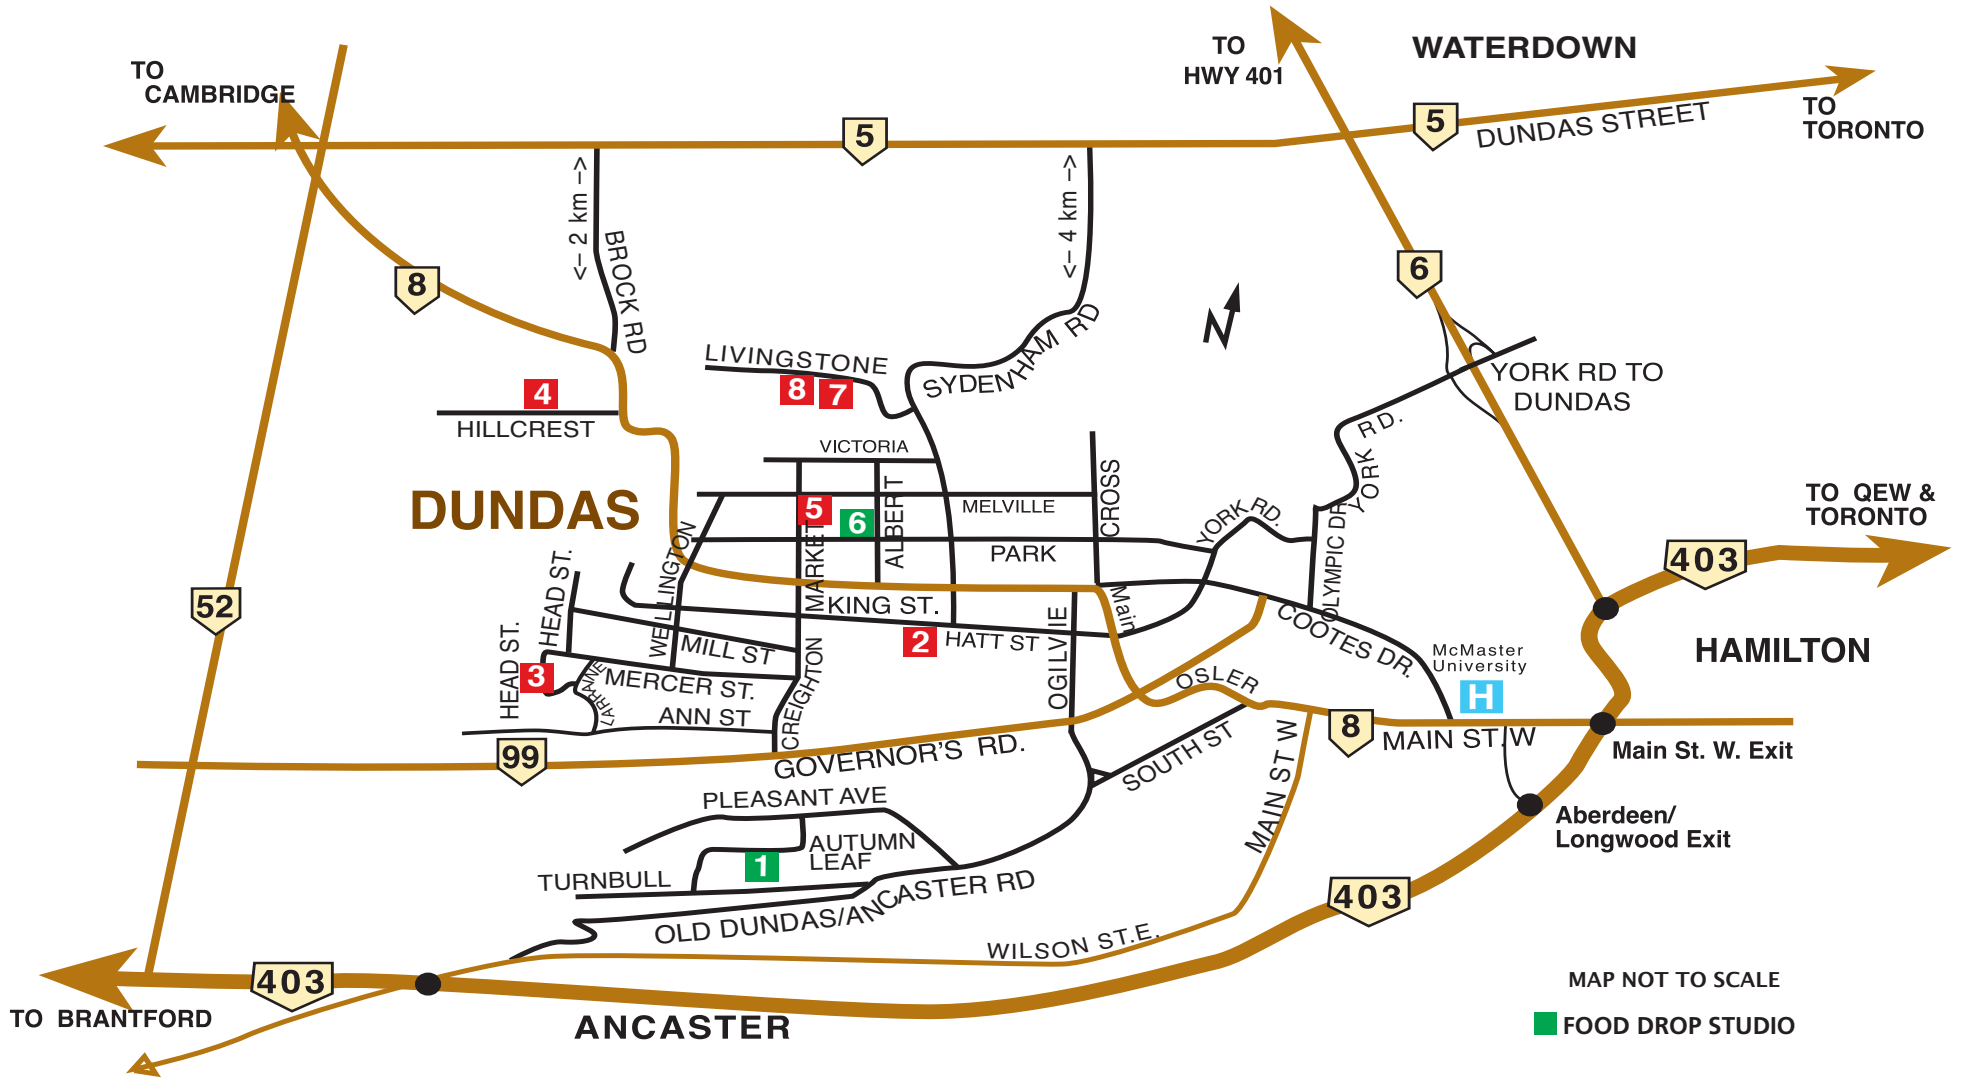 TO
CAMBRIDGE
TO
HWY 401
WATERDOWN
TO
TORONTO
5
5
DUNDAS STREET
<– 2 km –>
<– 4 km –>
BROCK RD
8
6
N
LIVINGSTONE
8
7
SYDENHAM RD
4
HILLCREST
YORK RD TO
DUNDAS
YORK RD.
VICTORIA
DUNDAS
5
6
MELVILLE
ALBERT
CROSS
MARKET
PARK
YORK RD.
OLYMPIC DR.
TO QEW &
TORONTO
403
52
HEAD ST.
WELLINGTON
KING ST.
2
HATT ST
OGILVIE
Main
COOTES DR.
HEAD ST.
3
MILL ST
MERCER ST.
LARRAINE
ANN ST
CREIGHTON
OSLER
McMaster
University
H
HAMILTON
99
GOVERNOR'S RD.
SOUTH ST
MAIN ST W
8
MAIN ST. W
Main St. W. Exit
PLEASANT AVE
AUTUMN
LEAF
1
TURNBULL
Aberdeen/
Longwood Exit
OLD DUNDAS/ANCASTER RD
403
WILSON ST.E.
403
TO BRANTFORD
ANCASTER
MAP NOT TO SCALE
FOOD DROP STUDIO